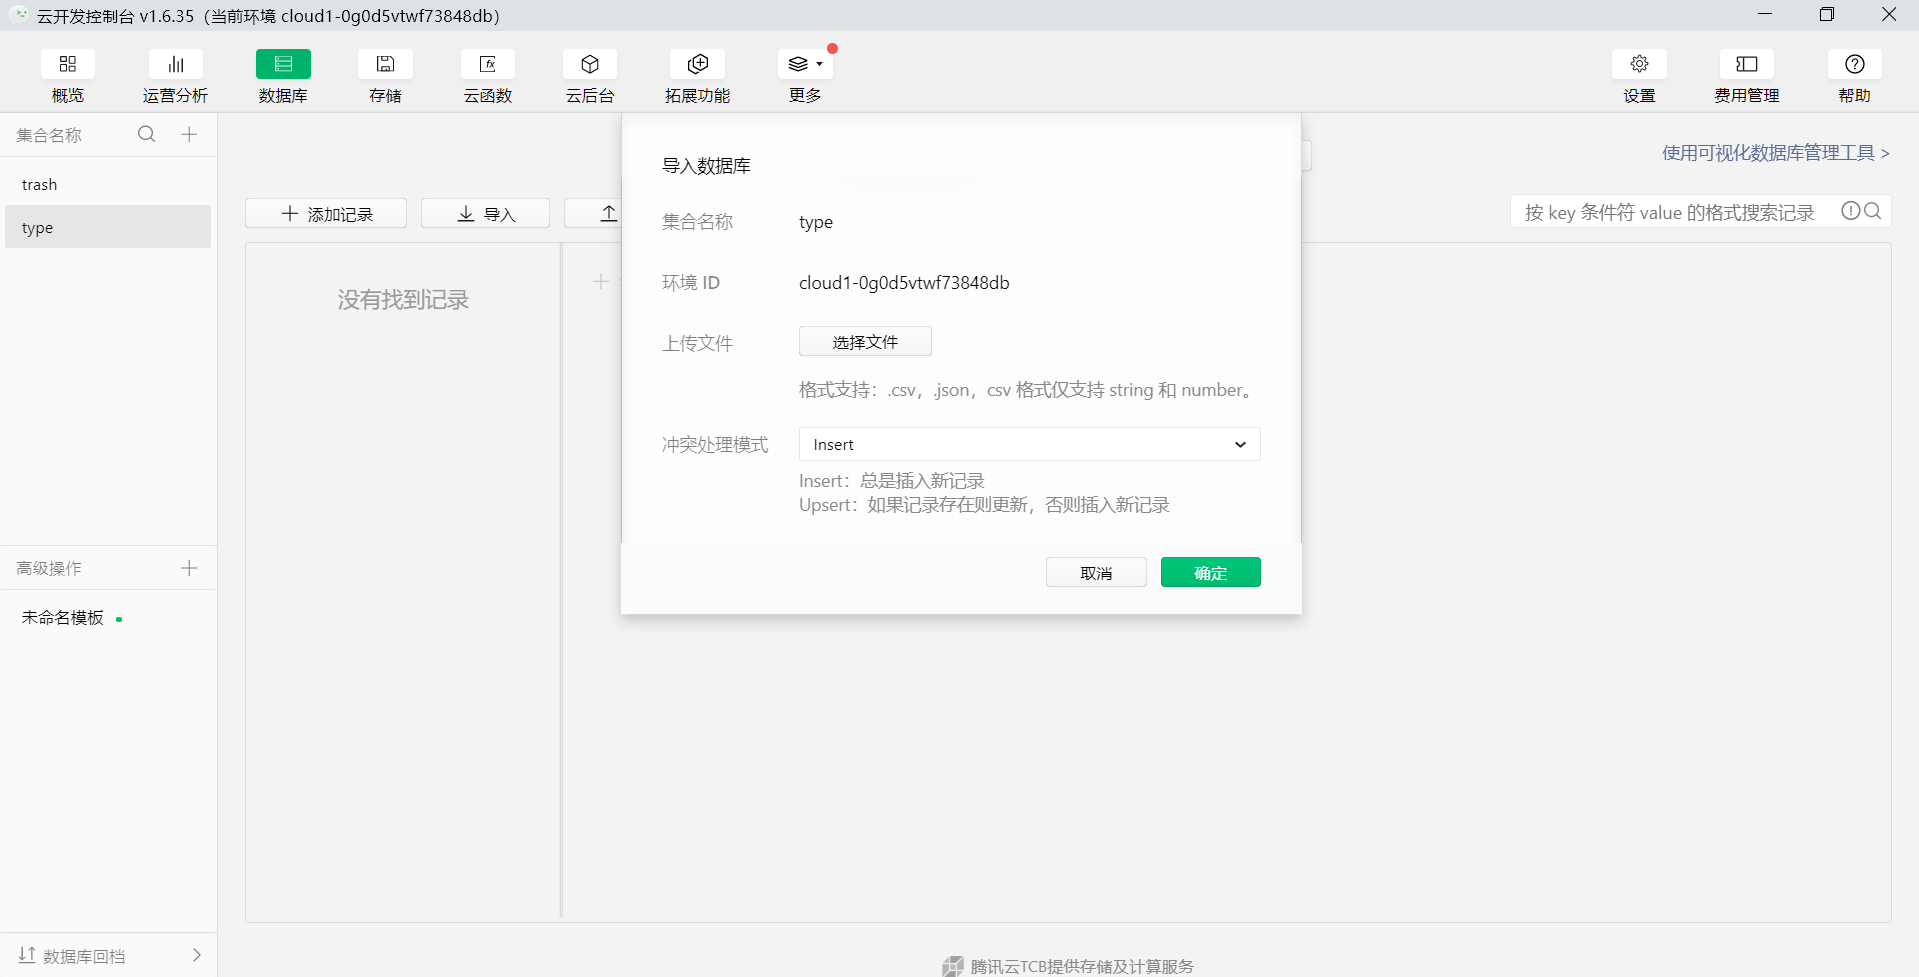 云开发控制台 v1.6.35（当前环境 cloud1-0g0d5vtwf73848db）
概览
运营分析
数据库
存储
云函数
云后台
拓展功能
更多
设置
费用管理
帮助
集合名称
trash
type
使用可视化数据库管理工具 >
添加记录
导入
按 key 条件符 value 的格式搜索记录
没有找到记录
导入数据库
集合名称 type
环境 ID cloud1-0g0d5vtwf73848db
上传文件 选择文件
格式支持：.csv，.json，csv 格式仅支持 string 和 number。
冲突处理模式 Insert
Insert：总是插入新记录
Upsert：如果记录存在则更新，否则插入新记录
取消 确定
高级操作
未命名模板
数据库回档
腾讯云TCB提供存储及计算服务